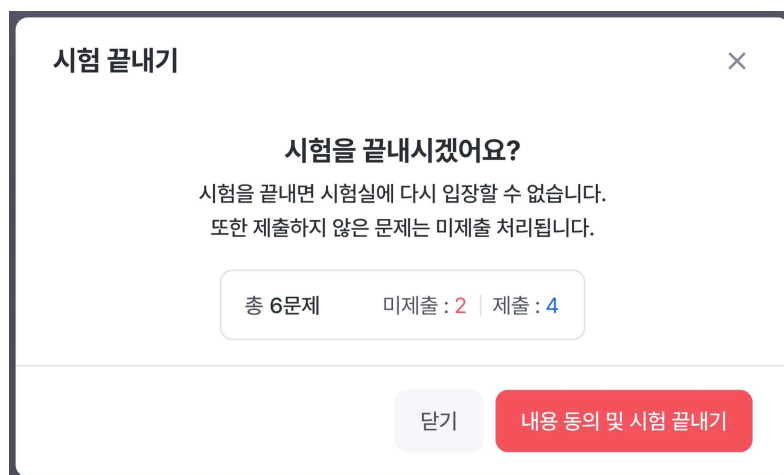 시험 끝내기
시험을 끝내시겠어요?
시험을 끝내면 시험실에 다시 입장할 수 없습니다.
또한 제출하지 않은 문제는 미제출 처리됩니다.
총 6문제 미제출 : 2 | 제출 : 4
닫기 내용 동의 및 시험 끝내기